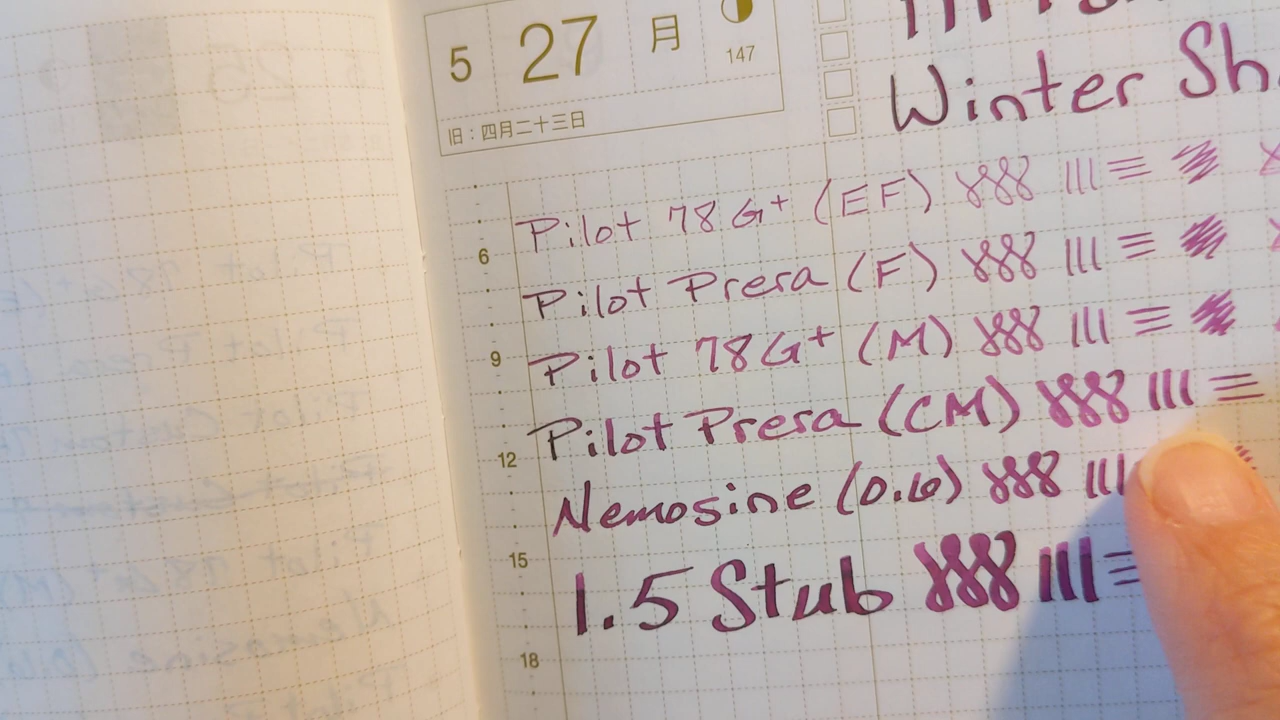 5 27 月
147
旧：四月二十三日
Winter Sh
Pilot 78G+ (EF)
6
Pilot Presa (F)
9
Pilot 78G+ (M)
12
Pilot Presa (CM)
Nemosine (0.6)
15
1.5 Stub
18